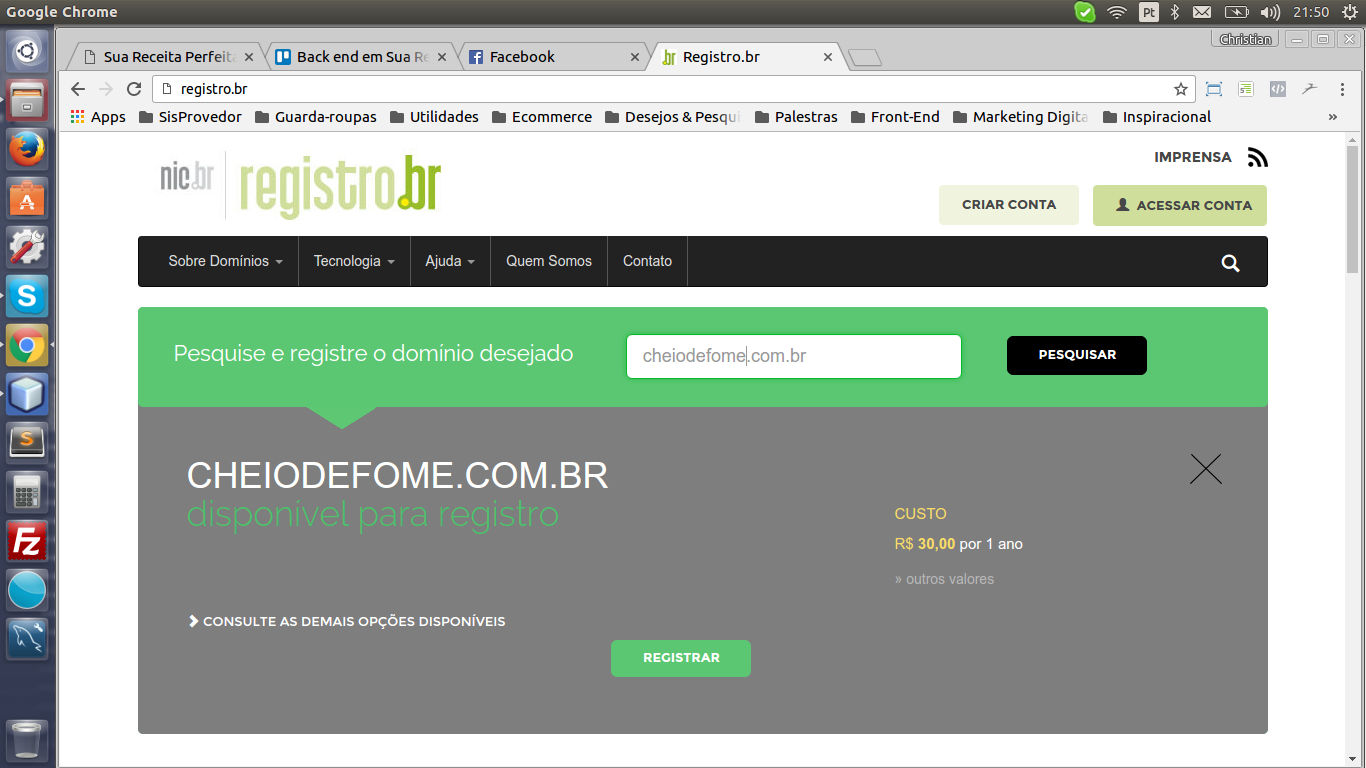 Google Chrome
Pt
21:50
Christian
Sua Receita Perfeita
Back end em Sua Re
Facebook
Registro.br
registro.br
Apps
SisProvedor
Guarda-roupas
Utilidades
Ecommerce
Desejos & Pesqui
Palestras
Front-End
Marketing Digita
Inspiracional
»
nic.br
registro.br
IMPRENSA
CRIAR CONTA
ACESSAR CONTA
Sobre Domínios
Tecnologia
Ajuda
Quem Somos
Contato
Pesquise e registre o domínio desejado
cheiodefome.com.br
PESQUISAR
CHEIODEFOME.COM.BR
disponível para registro
CUSTO
R$ 30,00 por 1 ano
» outros valores
CONSULTE AS DEMAIS OPÇÕES DISPONÍVEIS
REGISTRAR